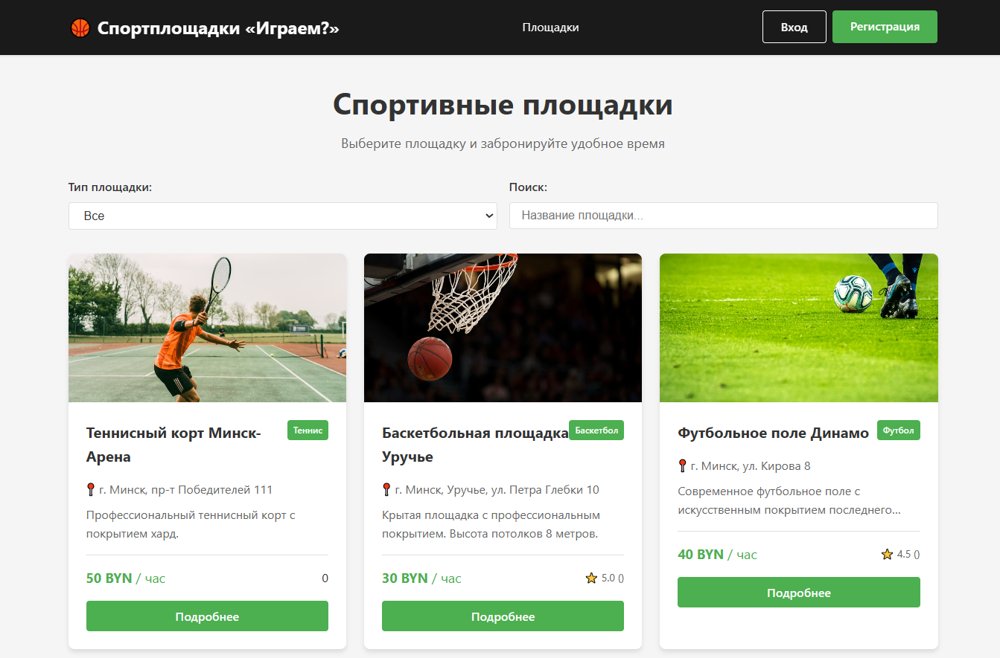 Спортплощадки «Играем?»
Площадки
Вход
Регистрация
Спортивные площадки
Выберите площадку и забронируйте удобное время
Тип площадки:
Все
Поиск:
Название площадки...
Теннисный корт Минск-
Арена
Теннис
г. Минск, пр-т Победителей 111
Профессиональный теннисный корт с
покрытием хард.
50 BYN / час
0
Подробнее
Баскетбольная площадка
Уручье
Баскетбол
г. Минск, Уручье, ул. Петра Глебки 10
Крытая площадка с профессиональным
покрытием. Высота потолков 8 метров.
30 BYN / час
5.0 ()
Подробнее
Футбольное поле Динамо
Футбол
г. Минск, ул. Кирова 8
Современное футбольное поле с
искусственным покрытием последнего...
40 BYN / час
4.5 ()
Подробнее